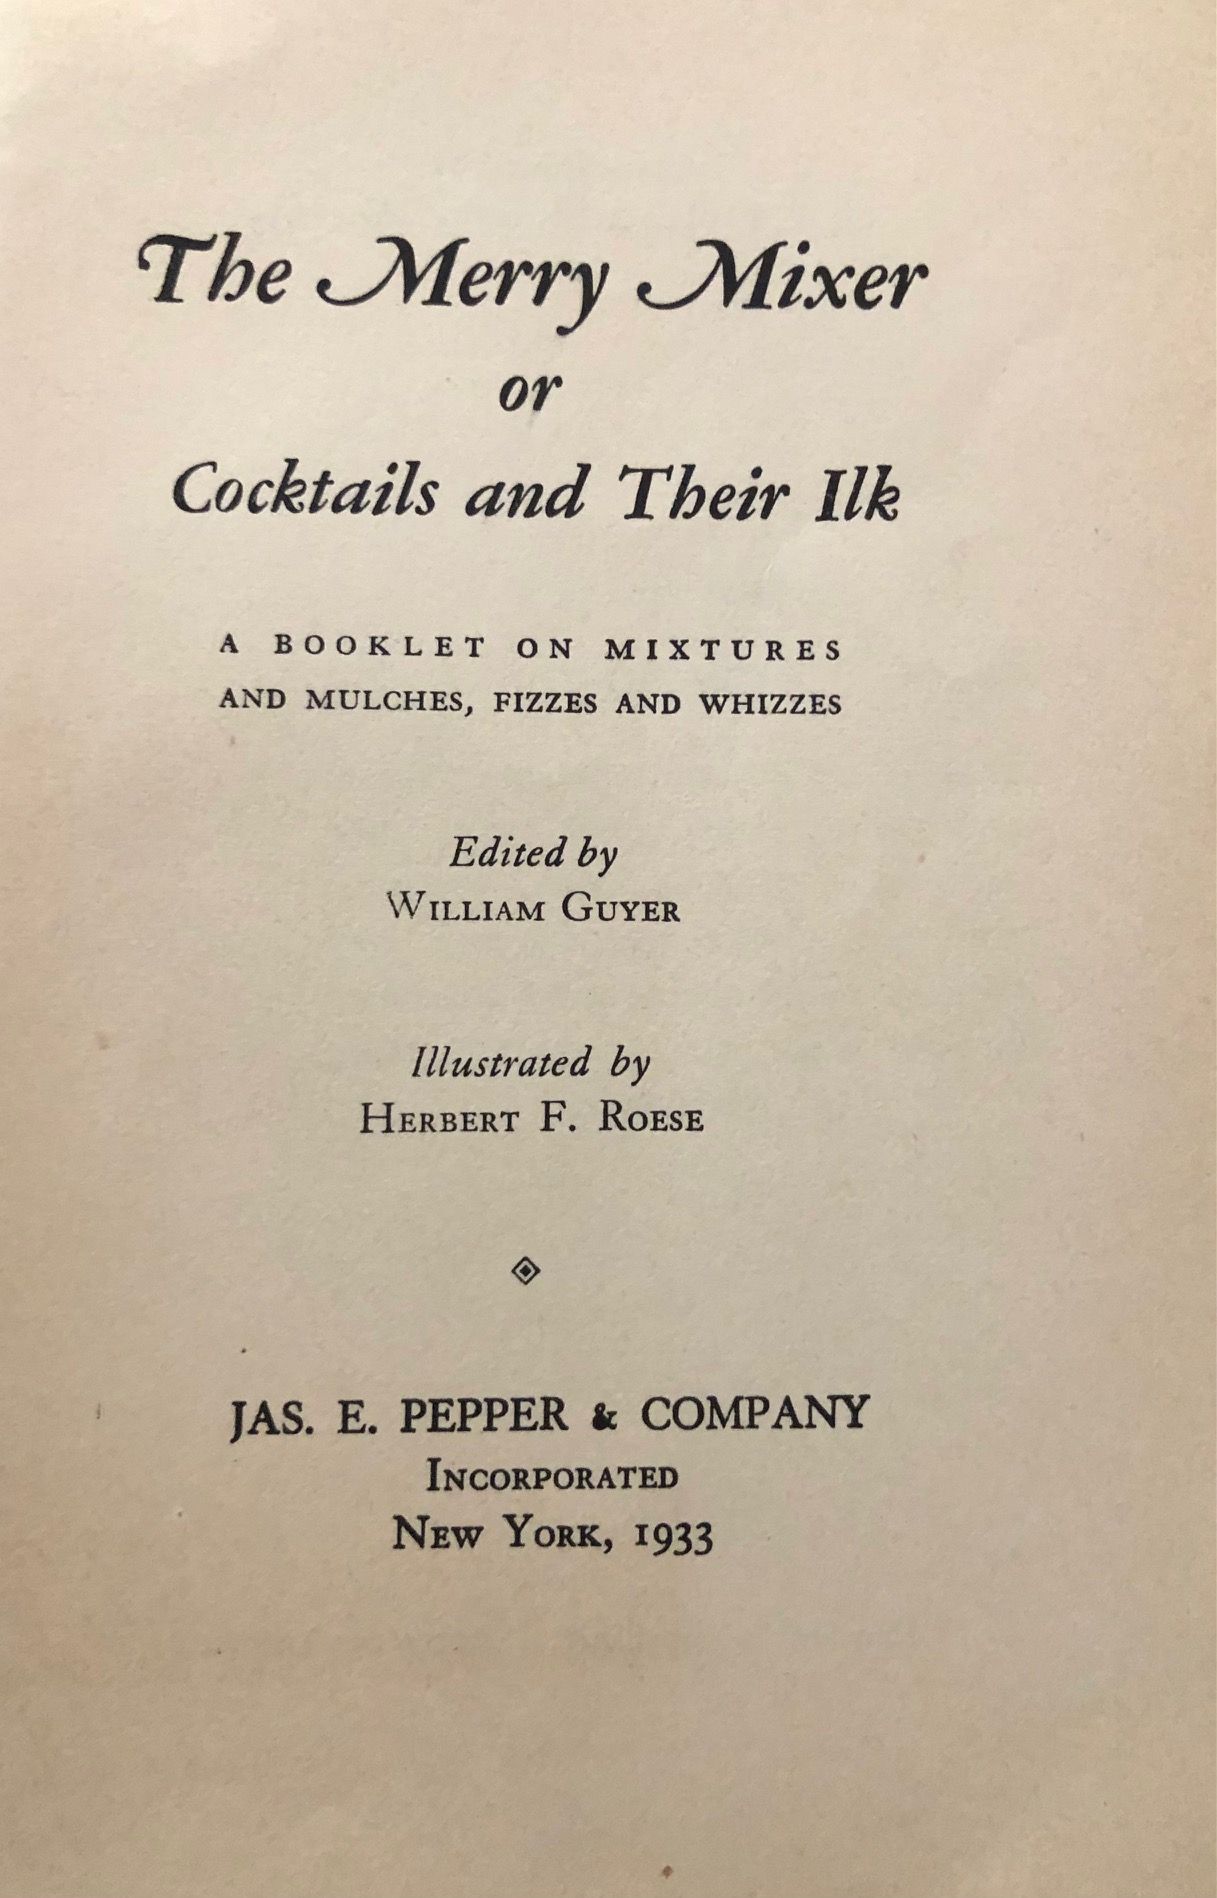 The Merry Mixer
or
Cocktails and Their Ilk
A BOOKLET ON MIXTURES
AND MULCHES, FIZZES AND WHIZZES
Edited by
WILLIAM GUYER
Illustrated by
HERBERT F. ROESE
JAS. E. PEPPER & COMPANY
INCORPORATED
NEW YORK, 1933